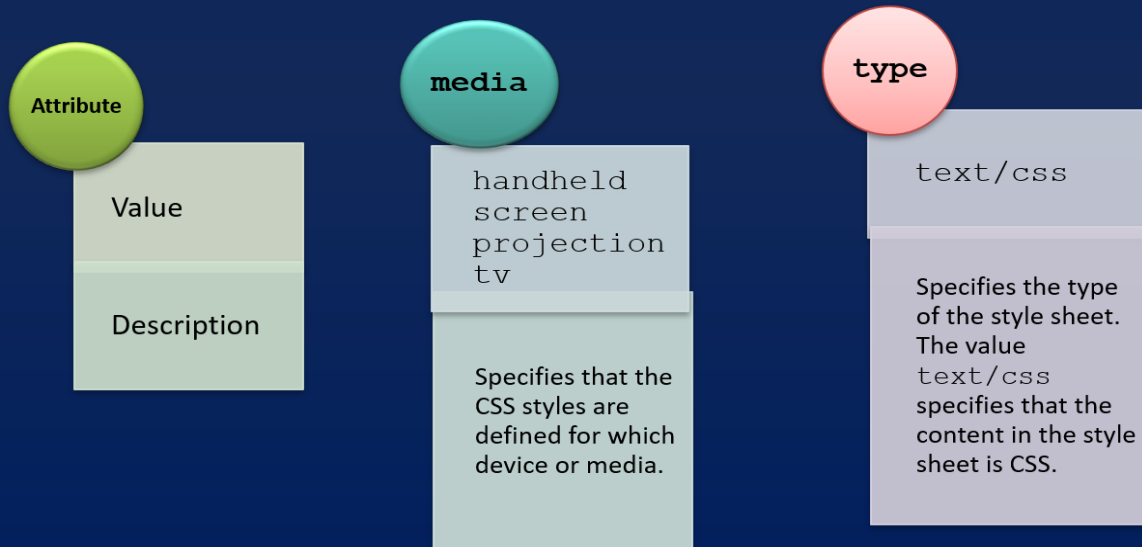 Attribute
Value
Description
media
handheld
screen
projection
tv
Specifies that the
CSS styles are
defined for which
device or media.
type
text/css
Specifies the type
of the style sheet.
The value
text/css
specifies that the
content in the style
sheet is CSS.